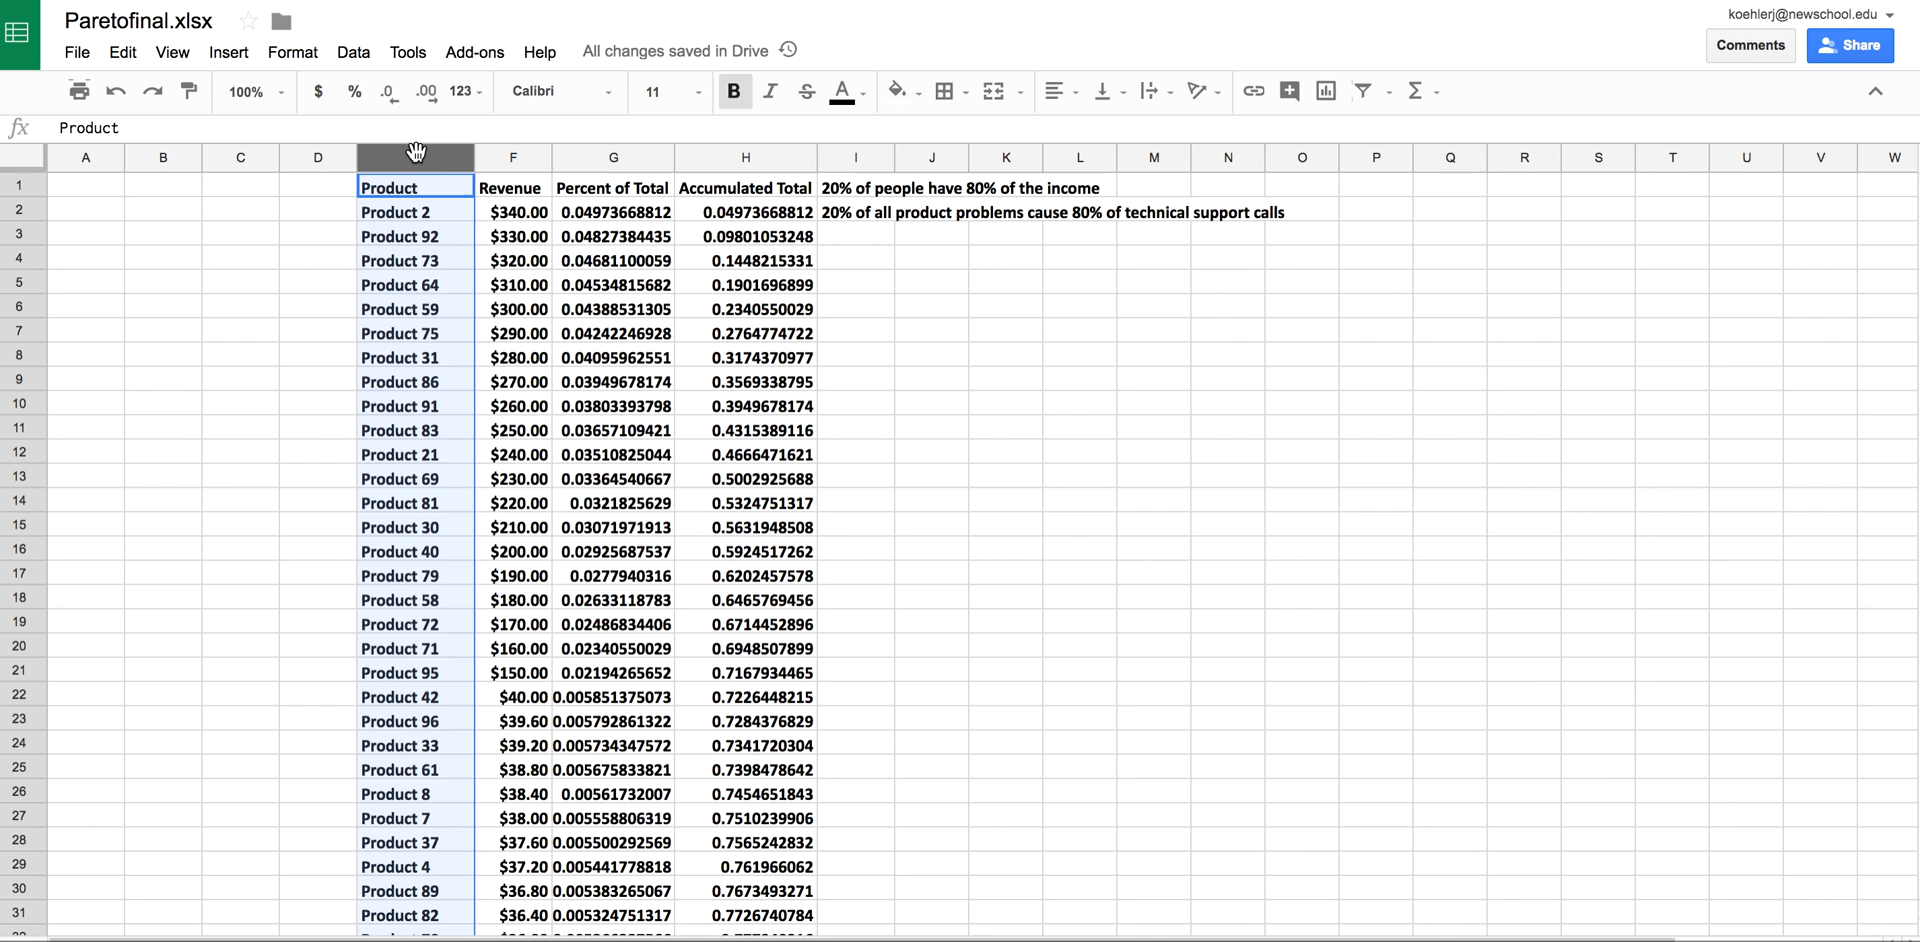 Paretofinal.xlsx
koehlerj@newschool.edu
File Edit View Insert Format Data Tools Add-ons Help All changes saved in Drive
Comments Share
100% $ % .0 .00 123 Calibri 11 B I S A Σ
fx Product
A B C D F G H I J K L M N O P Q R S T U V W
1 Product Revenue Percent of Total Accumulated Total 20% of people have 80% of the income
2 Product 2 $340.00 0.04973668812 0.04973668812 20% of all product problems cause 80% of technical support calls
3 Product 92 $330.00 0.04827384435 0.09801053248
4 Product 73 $320.00 0.04681100059 0.1448215331
5 Product 64 $310.00 0.04534815682 0.1901696899
6 Product 59 $300.00 0.04388531305 0.2340550029
7 Product 75 $290.00 0.04242246928 0.2764774722
8 Product 31 $280.00 0.04095962551 0.3174370977
9 Product 86 $270.00 0.03949678174 0.3569338795
10 Product 91 $260.00 0.03803393798 0.3949678174
11 Product 83 $250.00 0.03657109421 0.4315389116
12 Product 21 $240.00 0.03510825044 0.4666471621
13 Product 69 $230.00 0.03364540667 0.5002925688
14 Product 81 $220.00 0.0321825629 0.5324751317
15 Product 30 $210.00 0.03071971913 0.5631948508
16 Product 40 $200.00 0.02925687537 0.5924517262
17 Product 79 $190.00 0.0277940316 0.6202457578
18 Product 58 $180.00 0.02633118783 0.6465769456
19 Product 72 $170.00 0.02486834406 0.6714452896
20 Product 71 $160.00 0.02340550029 0.6948507899
21 Product 95 $150.00 0.02194265652 0.7167934465
22 Product 42 $40.00 0.005851375073 0.7226448215
23 Product 96 $39.60 0.005792861322 0.7284376829
24 Product 33 $39.20 0.005734347572 0.7341720304
25 Product 61 $38.80 0.005675833821 0.7398478642
26 Product 8 $38.40 0.00561732007 0.7454651843
27 Product 7 $38.00 0.005558806319 0.7510239906
28 Product 37 $37.60 0.005500292569 0.7565242832
29 Product 4 $37.20 0.005441778818 0.761966062
30 Product 89 $36.80 0.005383265067 0.7673493271
31 Product 82 $36.40 0.005324751317 0.7726740784